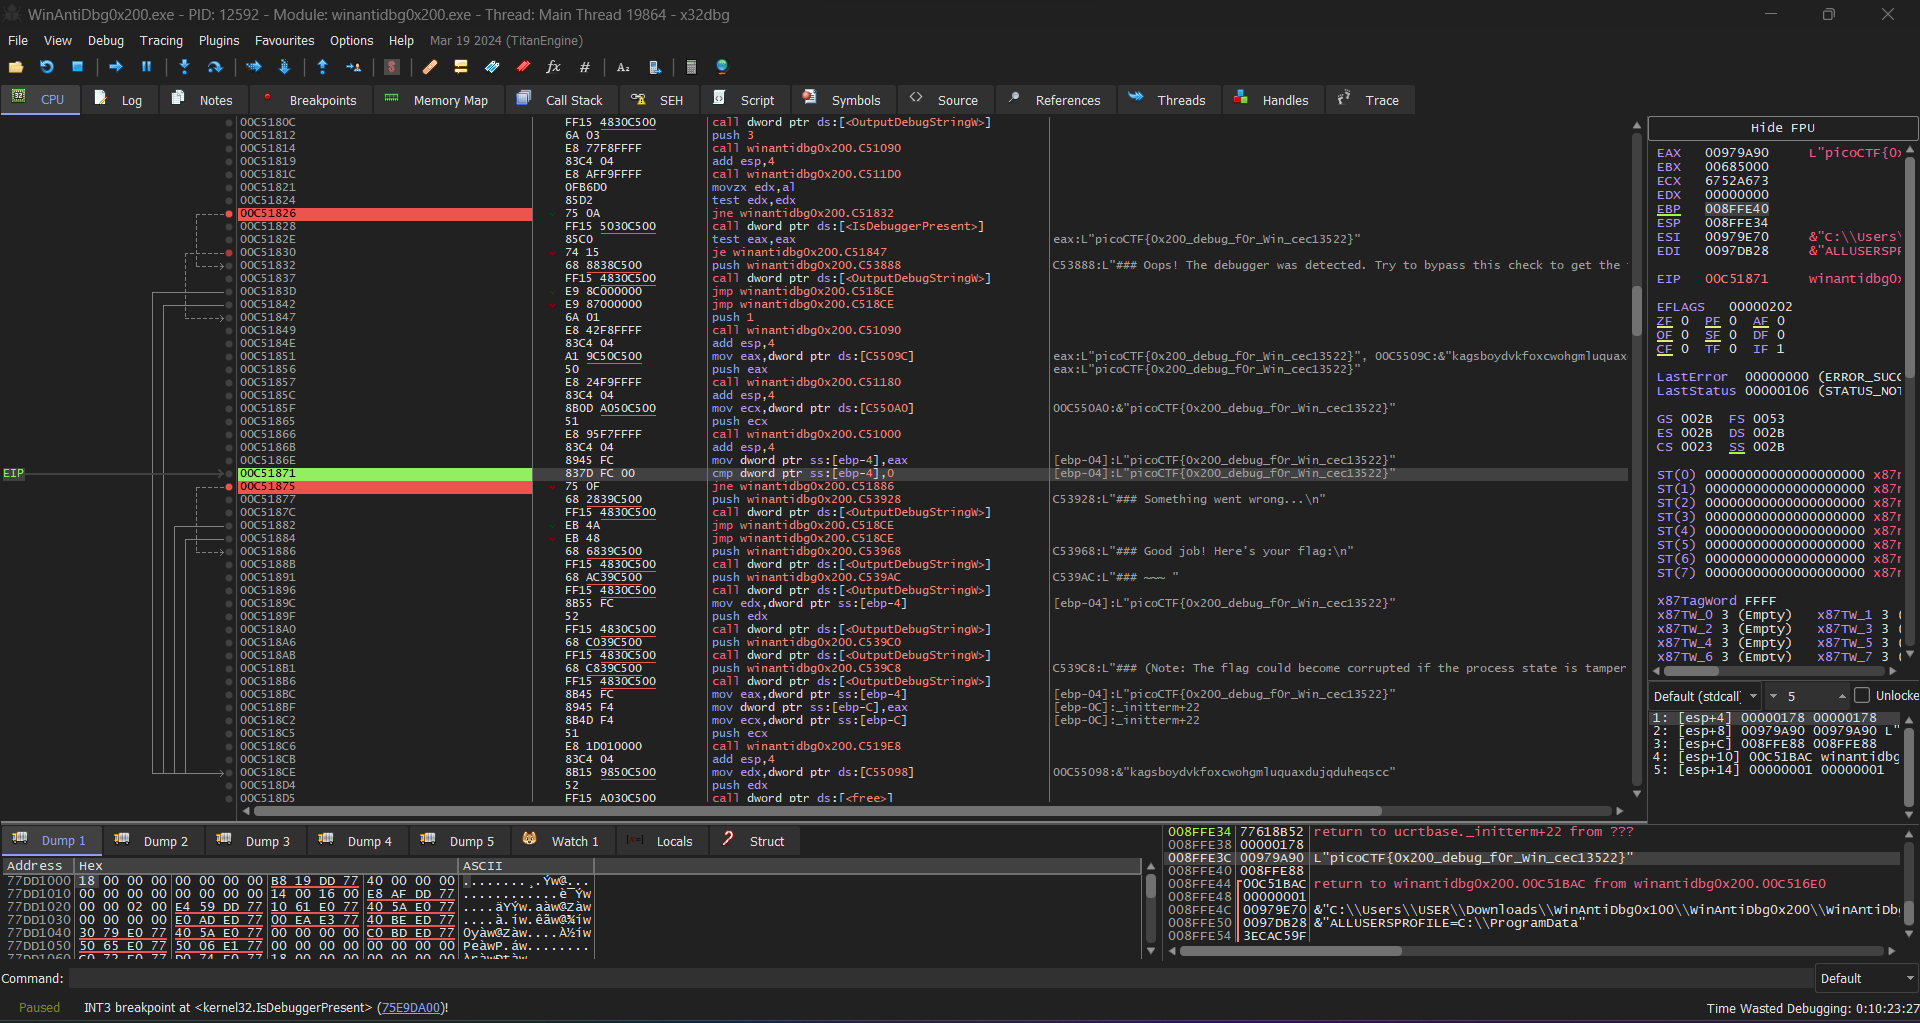 WinAntiDbg0x200.exe - PID: 12592 - Module: winantidbg0x200.exe - Thread: Main Thread 19864 - x32dbg
File View Debug Tracing Plugins Favourites Options Help Mar 19 2024 (TitanEngine)
CPU Log Notes Breakpoints Memory Map Call Stack SEH Script Symbols Source References Threads Handles Trace
00C5180C FF15 4830C500 call dword ptr ds:[<OutputDebugStringW>]
00C51812 6A 03 push 3
00C51814 E8 77F8FFFF call winantidbg0x200.C51090
00C51819 83C4 04 add esp,4
00C5181C E8 AFF9FFFF call winantidbg0x200.C511D0
00C51821 0FB6D0 movzx edx,al
00C51824 85D2 test edx,edx
00C51826 75 0A jne winantidbg0x200.C51832
00C51828 FF15 5030C500 call dword ptr ds:[<IsDebuggerPresent>]
00C5182E 85C0 test eax,eax eax:L"picoCTF{0x200_debug_f0r_Win_cec13522}"
00C51830 74 15 je winantidbg0x200.C51847
00C51832 68 8838C500 push winantidbg0x200.C53888 C53888:L"### Oops! The debugger was detected. Try to bypass this check to get the
00C51837 FF15 4830C500 call dword ptr ds:[<OutputDebugStringW>]
00C5183D E9 8C000000 jmp winantidbg0x200.C518CE
00C51842 E9 87000000 jmp winantidbg0x200.C518CE
00C51847 6A 01 push 1
00C51849 E8 42F8FFFF call winantidbg0x200.C51090
00C5184E 83C4 04 add esp,4
00C51851 A1 9C50C500 mov eax,dword ptr ds:[C5509C] eax:L"picoCTF{0x200_debug_f0r_Win_cec13522}", 00C5509C:&"kagsboydvkfoxcwohgmluquax
00C51856 50 push eax eax:L"picoCTF{0x200_debug_f0r_Win_cec13522}"
00C51857 E8 24F9FFFF call winantidbg0x200.C51180
00C5185C 83C4 04 add esp,4
00C5185F 8B0D A050C500 mov ecx,dword ptr ds:[C550A0] 00C550A0:&"picoCTF{0x200_debug_f0r_Win_cec13522}"
00C51865 51 push ecx
00C51866 E8 95F7FFFF call winantidbg0x200.C51000
00C5186B 83C4 04 add esp,4
00C5186E 8945 FC mov dword ptr ss:[ebp-4],eax [ebp-04]:L"picoCTF{0x200_debug_f0r_Win_cec13522}"
EIP 00C51871 837D FC 00 cmp dword ptr ss:[ebp-4],0 [ebp-04]:L"picoCTF{0x200_debug_f0r_Win_cec13522}"
00C51875 75 0F jne winantidbg0x200.C51886
00C51877 68 2839C500 push winantidbg0x200.C53928 C53928:L"### Something went wrong...\n"
00C5187C FF15 4830C500 call dword ptr ds:[<OutputDebugStringW>]
00C51882 EB 4A jmp winantidbg0x200.C518CE
00C51884 EB 48 jmp winantidbg0x200.C518CE
00C51886 68 6839C500 push winantidbg0x200.C53968 C53968:L"### Good job! Here's your flag:\n"
00C5188B FF15 4830C500 call dword ptr ds:[<OutputDebugStringW>]
00C51891 68 AC39C500 push winantidbg0x200.C539AC C539AC:L"### ~~~ "
00C51896 FF15 4830C500 call dword ptr ds:[<OutputDebugStringW>]
00C5189C 8B55 FC mov edx,dword ptr ss:[ebp-4] [ebp-04]:L"picoCTF{0x200_debug_f0r_Win_cec13522}"
00C5189F 52 push edx
00C518A0 FF15 4830C500 call dword ptr ds:[<OutputDebugStringW>]
00C518A6 68 C039C500 push winantidbg0x200.C539C0
00C518AB FF15 4830C500 call dword ptr ds:[<OutputDebugStringW>]
00C518B1 68 C839C500 push winantidbg0x200.C539C8 C539C8:L"### (Note: The flag could become corrupted if the process state is tamper
00C518B6 FF15 4830C500 call dword ptr ds:[<OutputDebugStringW>]
00C518BC 8B45 FC mov eax,dword ptr ss:[ebp-4] [ebp-04]:L"picoCTF{0x200_debug_f0r_Win_cec13522}"
00C518BF 8945 F4 mov dword ptr ss:[ebp-C],eax [ebp-0C]:_initterm+22
00C518C2 8B4D F4 mov ecx,dword ptr ss:[ebp-C] [ebp-0C]:_initterm+22
00C518C5 51 push ecx
00C518C6 E8 1D010000 call winantidbg0x200.C519E8
00C518CB 83C4 04 add esp,4
00C518CE 8B15 9850C500 mov edx,dword ptr ds:[C55098] 00C55098:&"kagsboydvkfoxcwohgmluquaxdujqduheqscc"
00C518D4 52 push edx
00C518D5 FF15 A030C500 call dword ptr ds:[<free>]
Hide FPU
EAX 00979A90 L"picoCTF{0x
EBX 00685000
ECX 6752A673
EDX 00000000
EBP 008FFE40
ESP 008FFE34
ESI 00979E70 &"C:\\Users\
EDI 0097DB28 &"ALLUSERSPF
EIP 00C51871 winantidbg0x
EFLAGS 00000202
ZF 0 PF 0 AF 0
OF 0 SF 0 DF 0
CF 0 TF 0 IF 1
LastError 00000000 (ERROR_SUCC
LastStatus 00000106 (STATUS_NOT
GS 002B FS 0053
ES 002B DS 002B
CS 0023 SS 002B
ST(0) 00000000000000000000 x87r
ST(1) 00000000000000000000 x87r
ST(2) 00000000000000000000 x87r
ST(3) 00000000000000000000 x87r
ST(4) 00000000000000000000 x87r
ST(5) 00000000000000000000 x87r
ST(6) 00000000000000000000 x87r
ST(7) 00000000000000000000 x87r
x87TagWord FFFF
x87TW_0 3 (Empty) x87TW_1 3 (
x87TW_2 3 (Empty) x87TW_3 3 (
x87TW_4 3 (Empty) x87TW_5 3 (
x87TW_6 3 (Empty) x87TW_7 3 (
Default (stdcall) 5 Unlocke
1: [esp+4] 00000178 00000178
2: [esp+8] 00979A90 00979A90 L"
3: [esp+C] 008FFE88 008FFE88
4: [esp+10] 00C51BAC winantidbg
5: [esp+14] 00000001 00000001
Dump 1 Dump 2 Dump 3 Dump 4 Dump 5 Watch 1 Locals Struct
Address Hex ASCII
77DD1000 18 00 00 00 00 00 00 00 B8 19 DD 77 40 00 00 00 ........¸.Ýw@...
77DD1010 00 00 00 00 00 00 00 00 14 00 16 00 E8 AF DD 77 ............è¯Ýw
77DD1020 00 00 02 00 E4 59 DD 77 10 61 E0 77 40 5A E0 77 ....äYÝw.aàw@Zàw
77DD1030 00 00 00 00 E0 AD ED 77 00 EA E3 77 40 BE ED 77 ....à.íw.êãw@¾íw
77DD1040 30 79 E0 77 40 5A E0 77 00 00 00 00 C0 BD ED 77 0yàw@Zàw....À½íw
77DD1050 50 65 E0 77 50 06 E1 77 00 00 00 00 00 00 00 00 PeàwP.áw........
008FFE34 77618B52 return to ucrtbase._initterm+22 from ???
008FFE38 00000178
008FFE3C 00979A90 L"picoCTF{0x200_debug_f0r_Win_cec13522}"
008FFE40 008FFE88
008FFE44 00C51BAC return to winantidbg0x200.00C51BAC from winantidbg0x200.00C516E0
008FFE48 00000001
008FFE4C 00979E70 &"C:\\Users\\USER\\Downloads\\WinAntiDbg0x100\\WinAntiDbg0x200\\WinAntiDb
008FFE50 0097DB28 &"ALLUSERSPROFILE=C:\\ProgramData"
008FFE54 3ECAC59F
Command: Default
Paused INT3 breakpoint at <kernel32.IsDebuggerPresent> (75E9DA00)! Time Wasted Debugging: 0:10:23:27